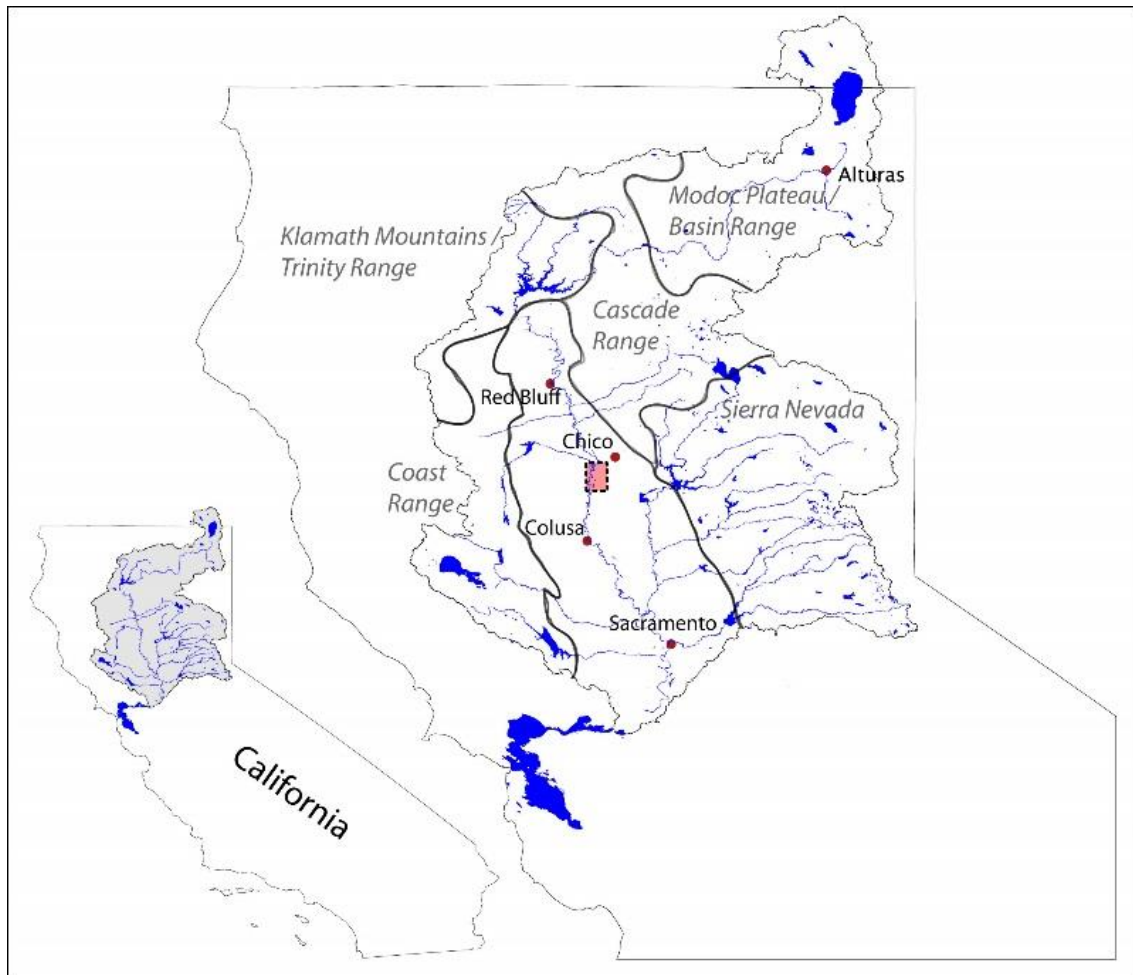 Alturas
Modoc Plateau /
Basin Range
Klamath Mountains /
Trinity Range
Cascade
Range
Red Bluff
Sierra Nevada
Chico
Coast
Range
Colusa
Sacramento
California